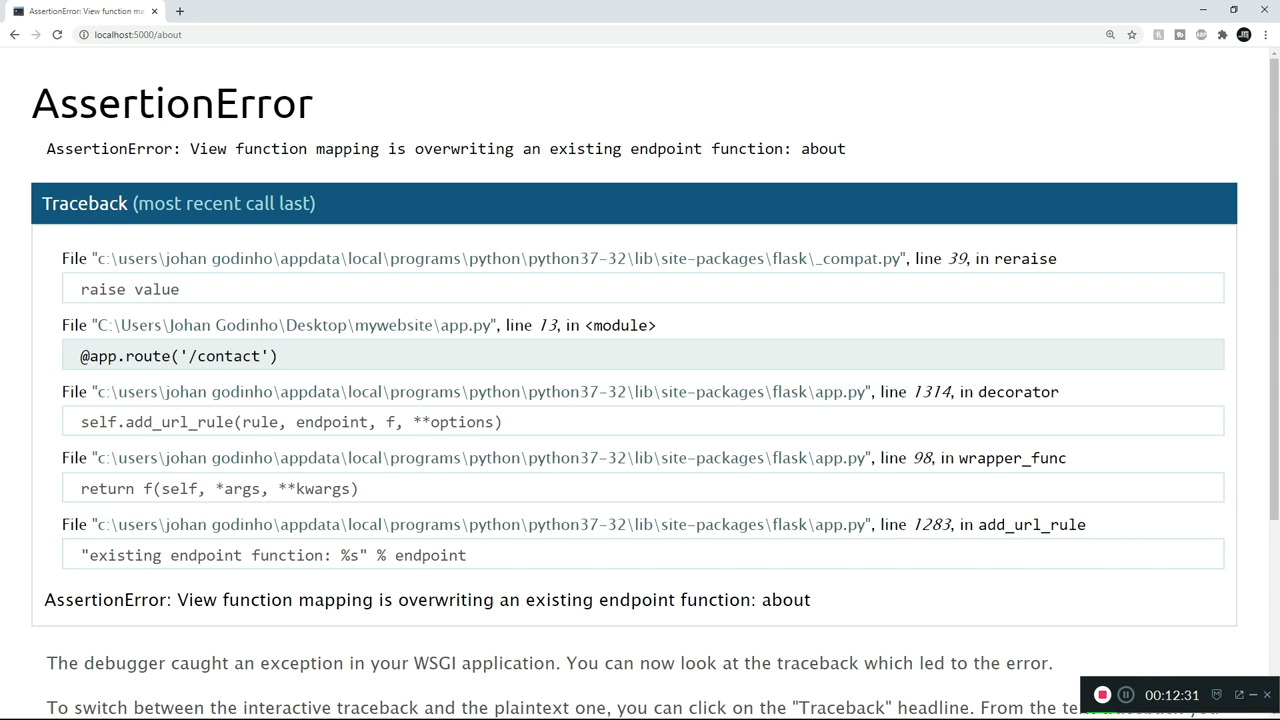 AssertionError: View function ma
localhost:5000/about
AssertionError
AssertionError: View function mapping is overwriting an existing endpoint function: about
Traceback (most recent call last)
File "c:\users\johan godinho\appdata\local\programs\python\python37-32\lib\site-packages\flask\_compat.py", line 39, in reraise
raise value
File "C:\Users\Johan Godinho\Desktop\mywebsite\app.py", line 13, in <module>
@app.route('/contact')
File "c:\users\johan godinho\appdata\local\programs\python\python37-32\lib\site-packages\flask\app.py", line 1314, in decorator
self.add_url_rule(rule, endpoint, f, **options)
File "c:\users\johan godinho\appdata\local\programs\python\python37-32\lib\site-packages\flask\app.py", line 98, in wrapper_func
return f(self, *args, **kwargs)
File "c:\users\johan godinho\appdata\local\programs\python\python37-32\lib\site-packages\flask\app.py", line 1283, in add_url_rule
"existing endpoint function: %s" % endpoint
AssertionError: View function mapping is overwriting an existing endpoint function: about
The debugger caught an exception in your WSGI application. You can now look at the traceback which led to the error.
00:12:31
To switch between the interactive traceback and the plaintext one, you can click on the "Traceback" headline. From the